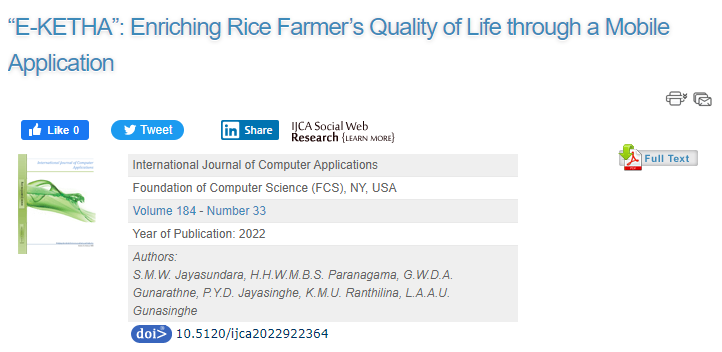 “E-KETHA”: Enriching Rice Farmer’s Quality of Life through a Mobile
Application
Like 0
Tweet
in Share
IJCA Social Web
Research {LEARN MORE}
Full Text
International Journal of Computer
Applications
International Journal of Computer Applications
Foundation of Computer Science (FCS), NY, USA
Volume 184 - Number 33
Year of Publication: 2022
Authors:
S.M.W. Jayasundara, H.H.W.M.B.S. Paranagama, G.W.D.A.
Gunarathne, P.Y.D. Jayasinghe, K.M.U. Ranthilina, L.A.A.U.
Gunasinghe
doi> 10.5120/ijca2022922364